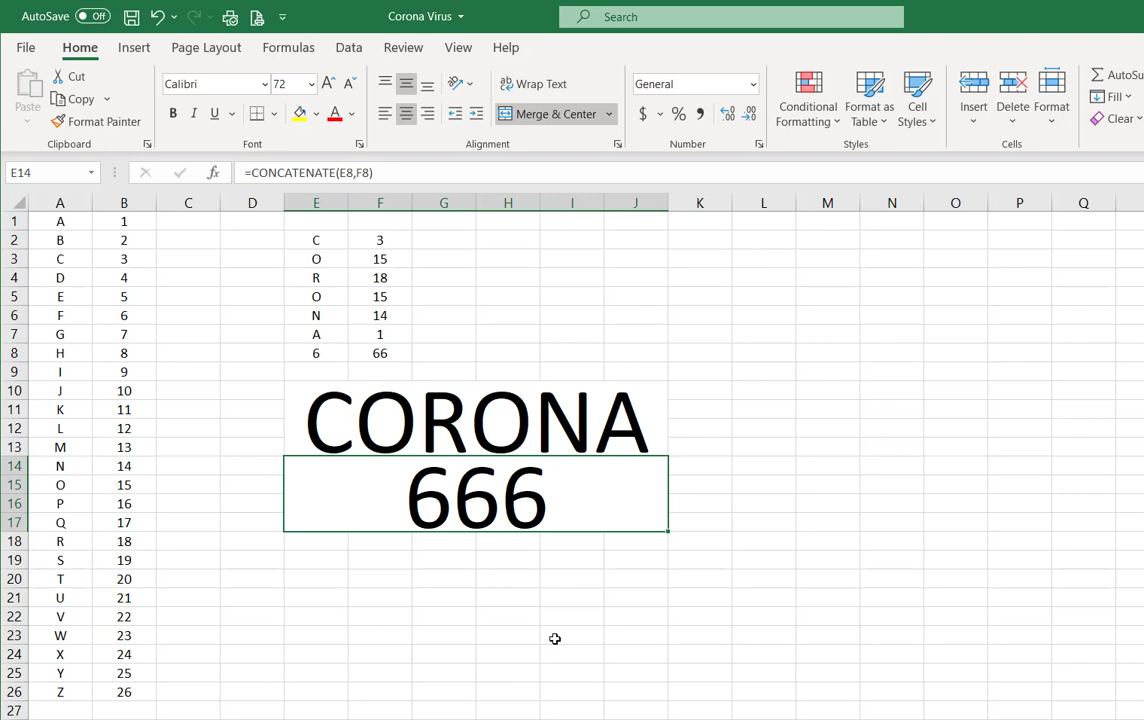 AutoSave Off Corona Virus Search
File Home Insert Page Layout Formulas Data Review View Help
Paste Cut Copy Format Painter Clipboard
Calibri 72 A A B I U A Font
ab Wrap Text Merge & Center Alignment
General $ % 9 .00 Number
Conditional Formatting Format as Table Cell Styles Styles
Insert Delete Format Cells
AutoSu Fill Clear
E14 fx =CONCATENATE(E8,F8)
A B C D E F G H I J K L M N O P Q
1 A 1
2 B 2 C 3
3 C 3 O 15
4 D 4 R 18
5 E 5 O 15
6 F 6 N 14
7 G 7 A 1
8 H 8 6 66
9 I 9
10 J 10
11 K 11
12 L 12
13 M 13
CORONA
14 N 14
15 O 15
16 P 16
17 Q 17
666
18 R 18
19 S 19
20 T 20
21 U 21
22 V 22
23 W 23
24 X 24
25 Y 25
26 Z 26
27